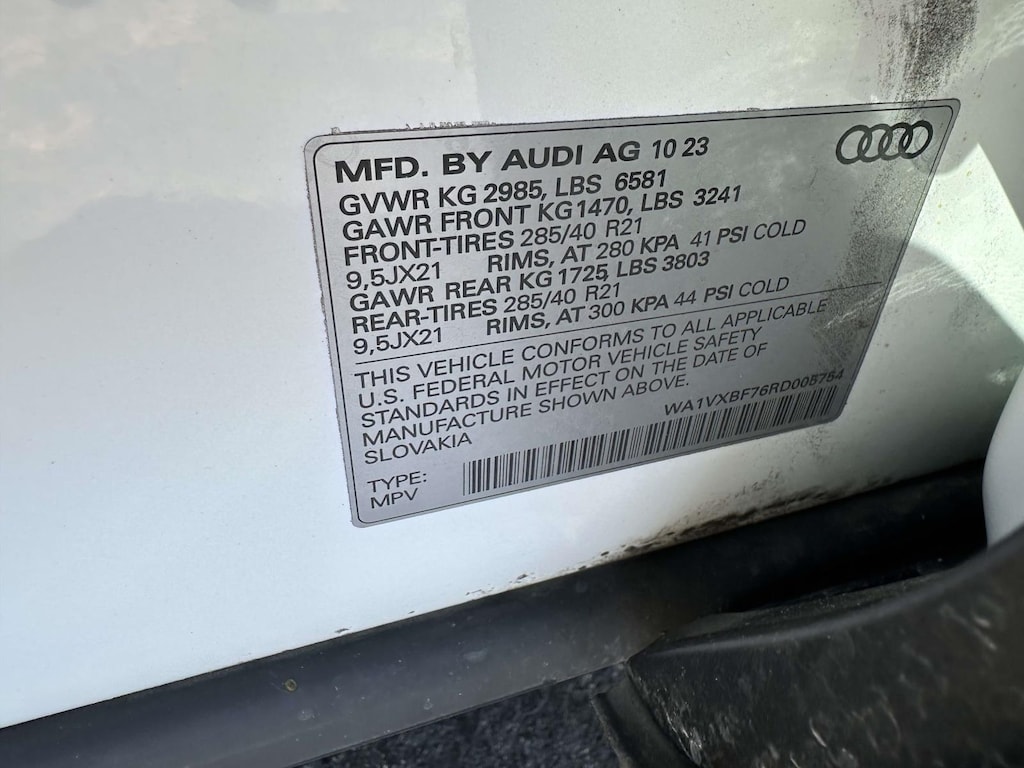 MFD. BY AUDI AG 10 23
GVWR KG 2985, LBS 6581
GAWR FRONT KG1470, LBS 3241
FRONT-TIRES 285/40 R21
9,5JX21 RIMS, AT 280 KPA 41 PSI COLD
GAWR REAR KG 1725, LBS 3803
REAR-TIRES 285/40 R21
9,5JX21 RIMS, AT 300 KPA 44 PSI COLD
THIS VEHICLE CONFORMS TO ALL APPLICABLE
U.S. FEDERAL MOTOR VEHICLE SAFETY
STANDARDS IN EFFECT ON THE DATE OF
MANUFACTURE SHOWN ABOVE.
SLOVAKIA
WA1VXBF76RD008784
TYPE:
MPV